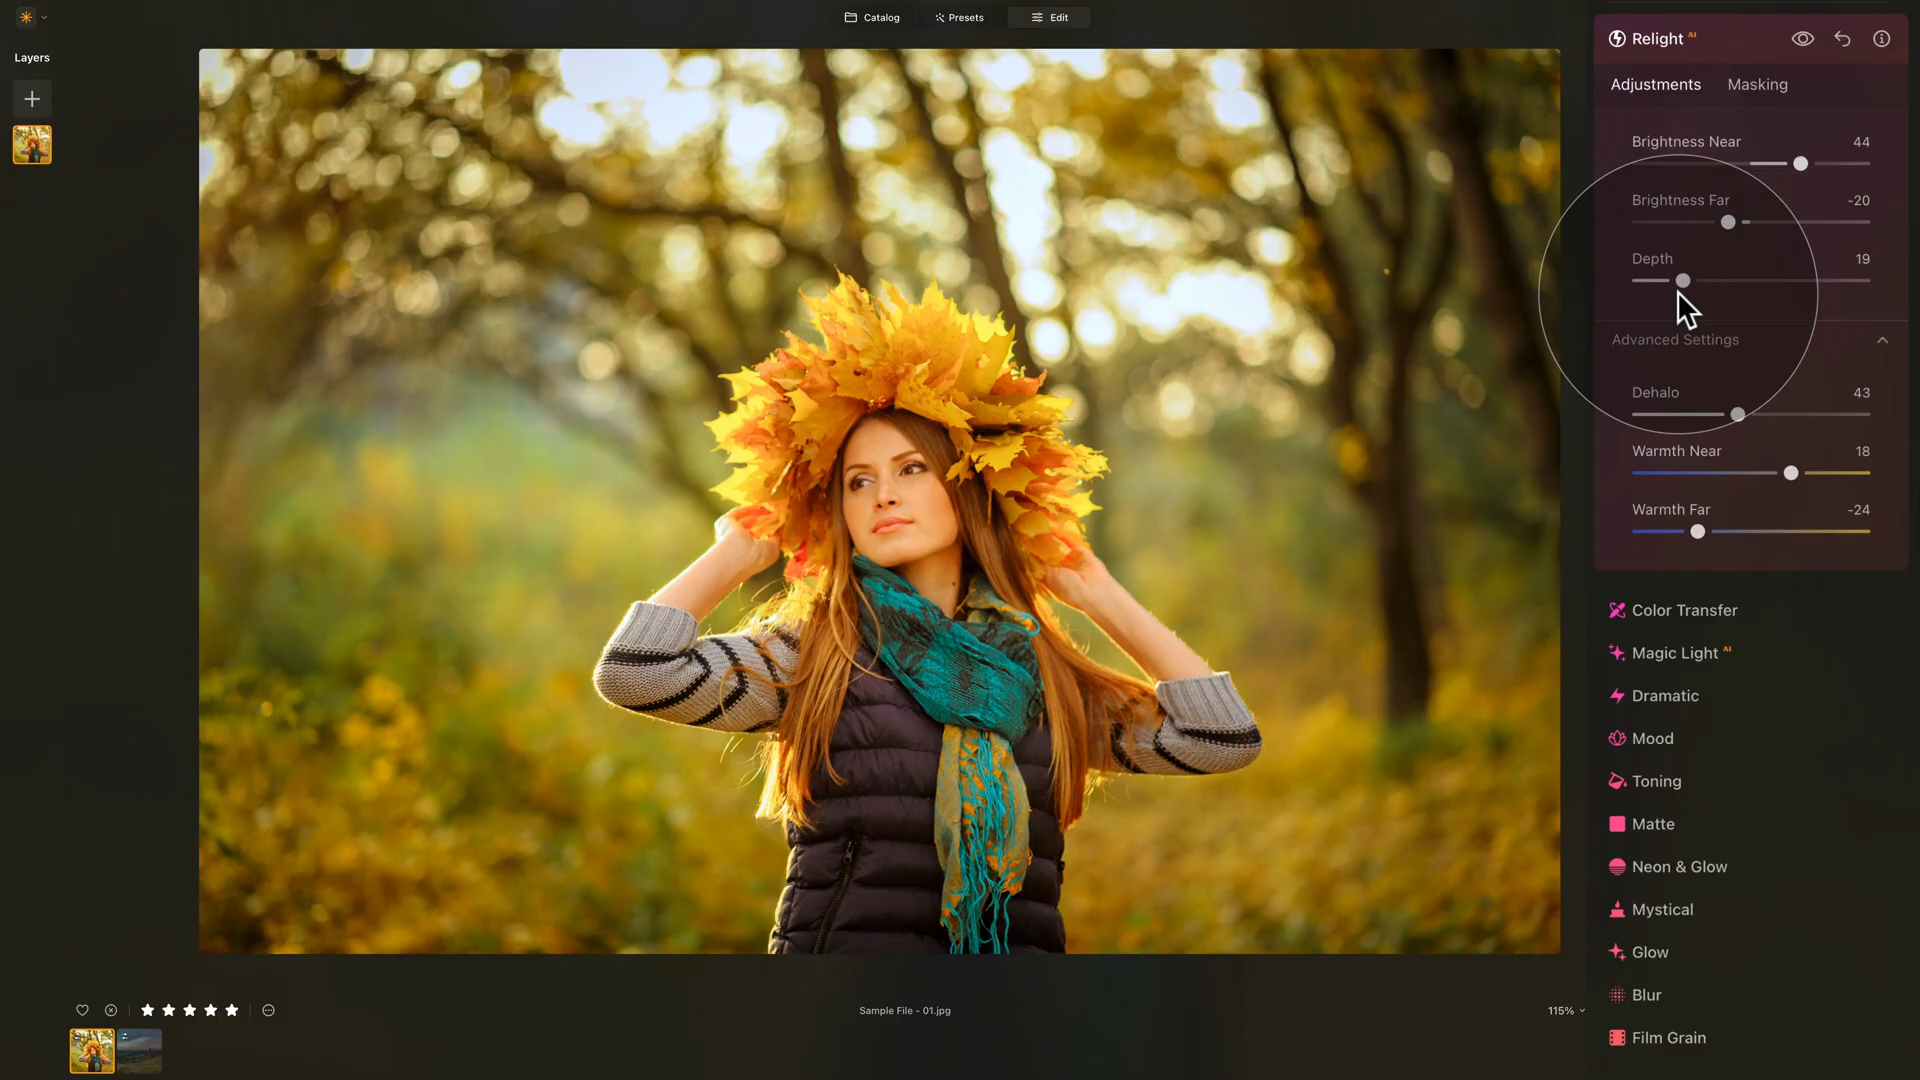 Catalog
Presets
Edit
Layers
Relight AI
Adjustments
Masking
Brightness Near 44
Brightness Far -20
Depth 19
Advanced Settings
Dehalo 43
Warmth Near 18
Warmth Far -24
Color Transfer
Magic Light AI
Dramatic
Mood
Toning
Matte
Neon & Glow
Mystical
Glow
Blur
Film Grain
Sample File - 01.jpg
115%